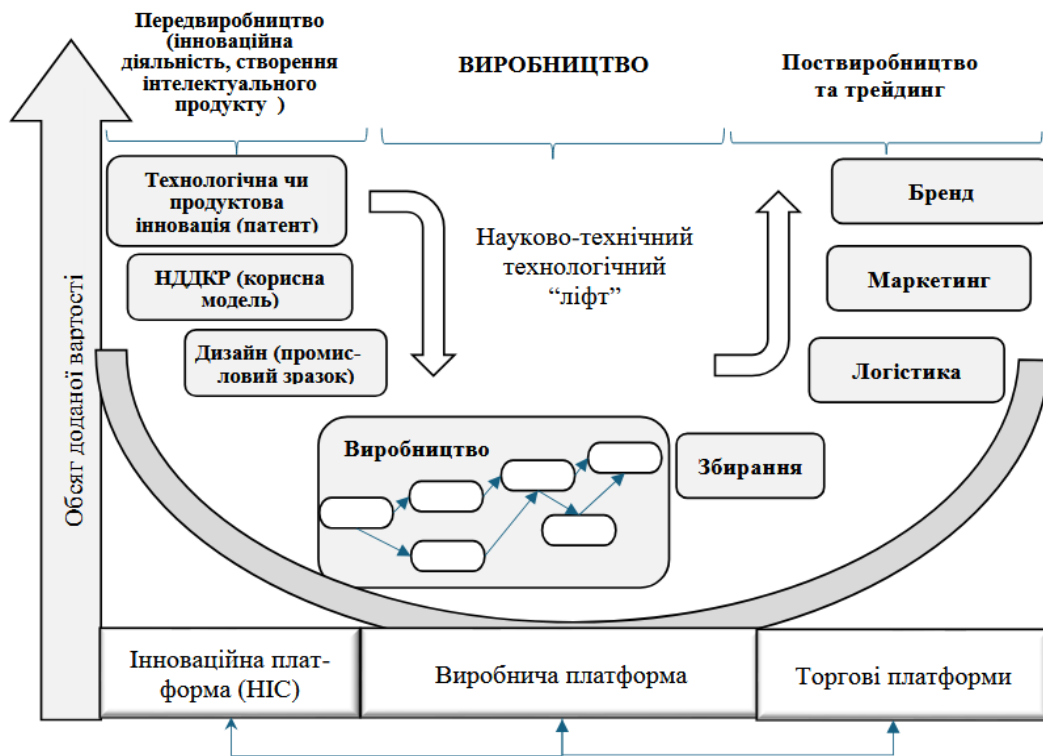 Передвиробництво
(інноваційна
діяльність, створення
інтелектуального
продукту )
ВИРОБНИЦТВО
Поствиробництво
та трейдинг
Технологічна чи
продуктова
інновація (патент)
НДДКР (корисна
модель)
Дизайн (промис-
ловий зразок)
Науково-технічний
технологічний
“ліфт”
Бренд
Маркетинг
Логістика
Обсяг доданої вартості
Виробництво
Збирання
Інноваційна плат-
форма (НІС)
Виробнича платформа
Торгові платформи